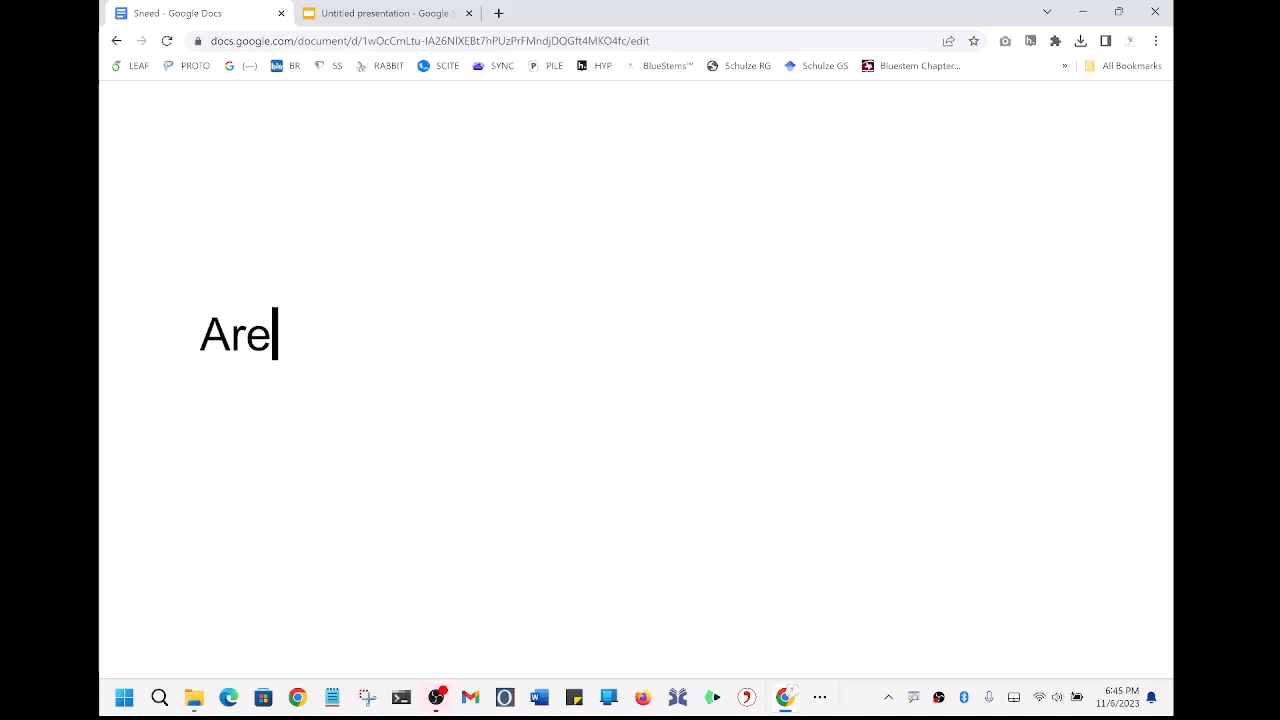 Sneed - Google Docs
Untitled presentation - Google S
docs.google.com/document/d/1wOcCmLtu-IA26NIXEBt7hPUzPrFMndjDQGft4MKO4fc/edit
LEAF PROTO (—) BR SS RABBIT SCITE SYNC PILE HYP BlueStems™ Schulze RG Schulze GS Bluestem Chapter... » All Bookmarks
Are
6:45 PM
11/6/2023